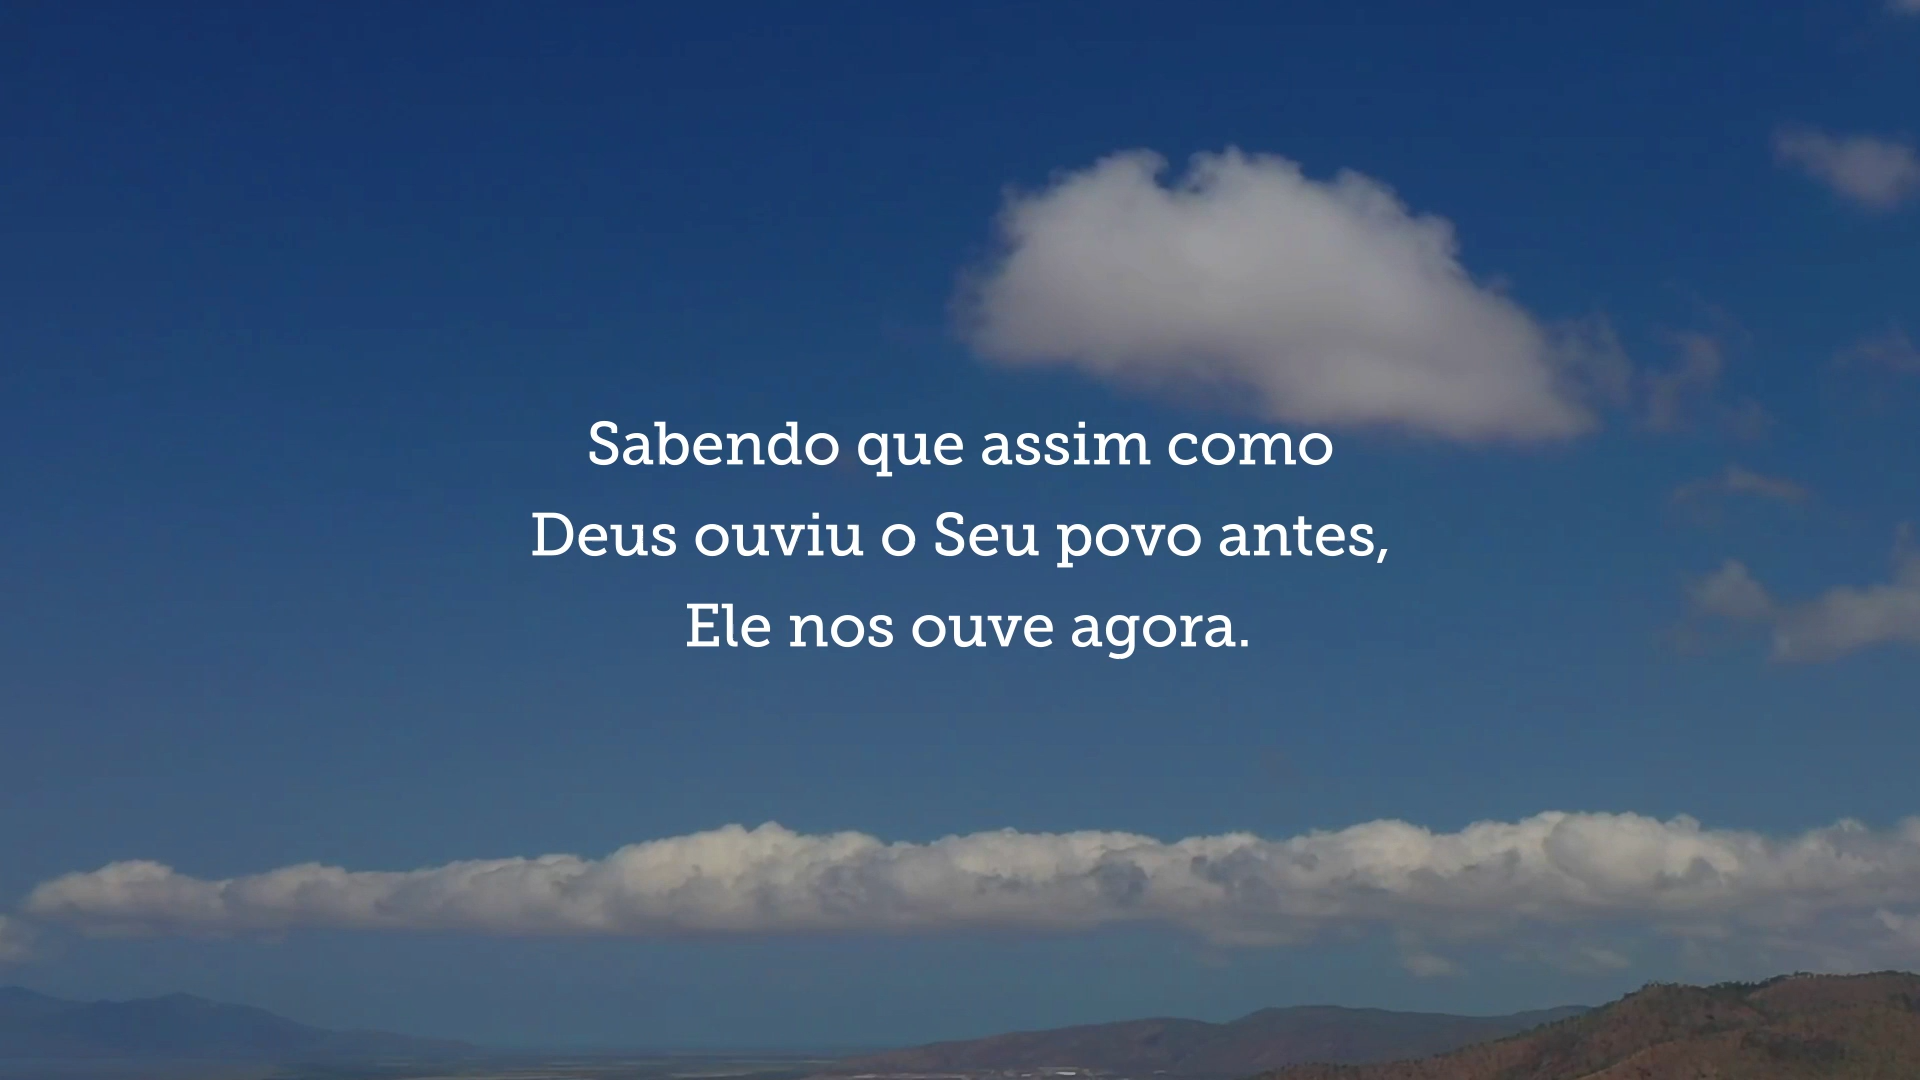 Sabendo que assim como
Deus ouviu o Seu povo antes,
Ele nos ouve agora.